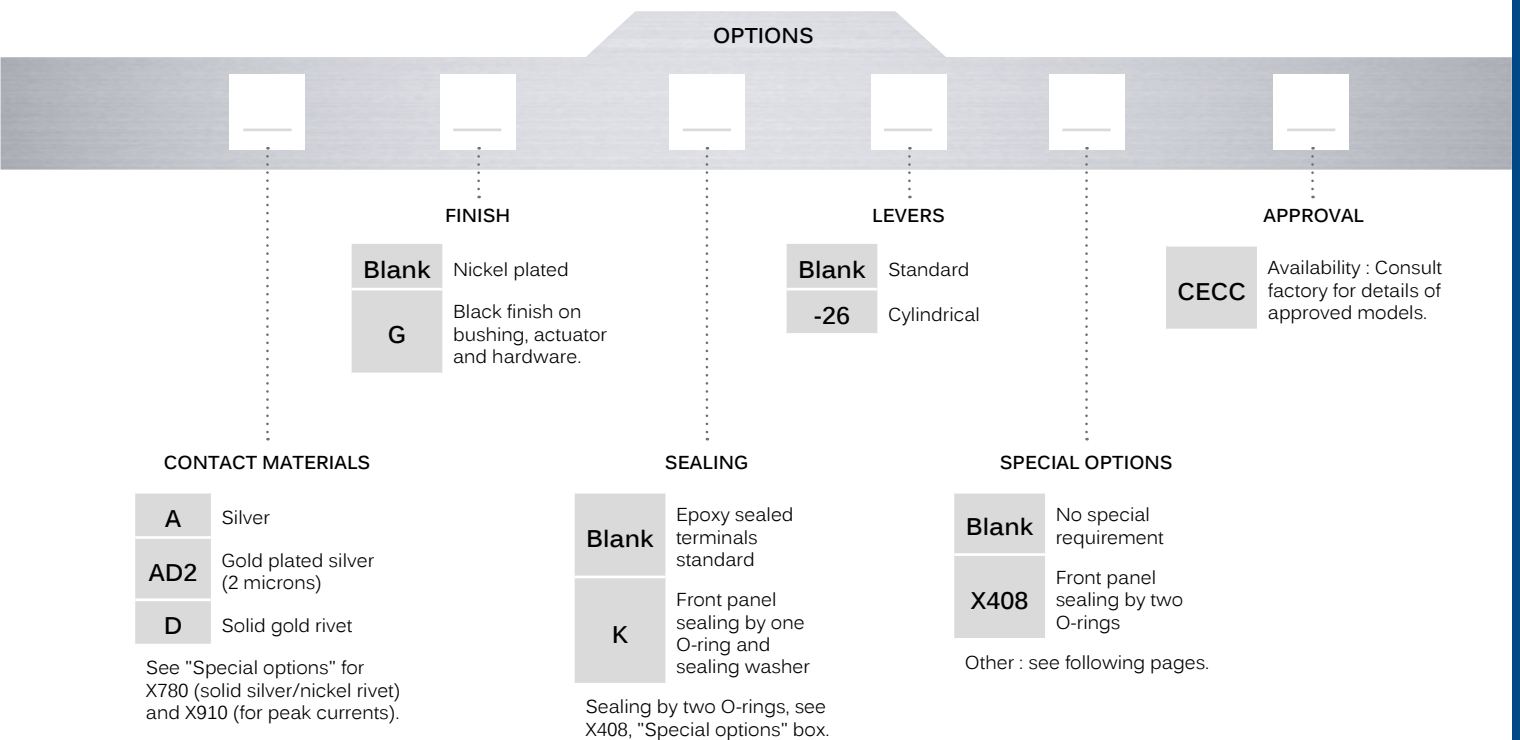 OPTIONS
FINISH
Blank
Nickel plated
G
Black finish on
bushing, actuator
and hardware.
LEVERS
Blank
Standard
-26
Cylindrical
APPROVAL
CECC
Availability : Consult
factory for details of
approved models.
CONTACT MATERIALS
A
Silver
AD2
Gold plated silver
(2 microns)
D
Solid gold rivet
See "Special options" for
X780 (solid silver/nickel rivet)
and X910 (for peak currents).
SEALING
Blank
Epoxy sealed
terminals
standard
K
Front panel
sealing by one
O-ring and
sealing washer
Sealing by two O-rings, see
X408, "Special options" box.
SPECIAL OPTIONS
Blank
No special
requirement
X408
Front panel
sealing by two
O-rings
Other : see following pages.